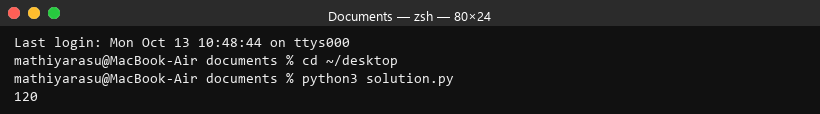 Documents — zsh — 80×24
Last login: Mon Oct 13 10:48:44 on ttys000
mathiyarasu@MacBook-Air documents % cd ~/desktop
mathiyarasu@MacBook-Air documents % python3 solution.py
120